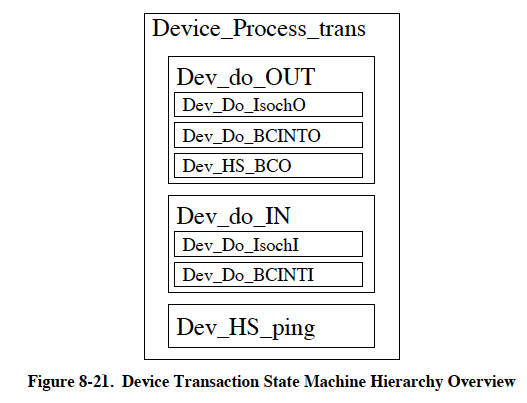 Device_Process_trans
Dev_do_OUT
Dev_Do_IsochO
Dev_Do_BCINTO
Dev_HS_BCO
Dev_do_IN
Dev_Do_IsochI
Dev_Do_BCINTI
Dev_HS_ping
Figure 8-21. Device Transaction State Machine Hierarchy Overview